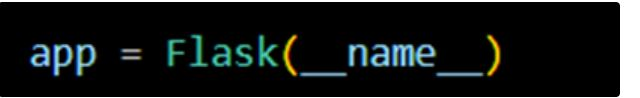 app = Flask(__name__)